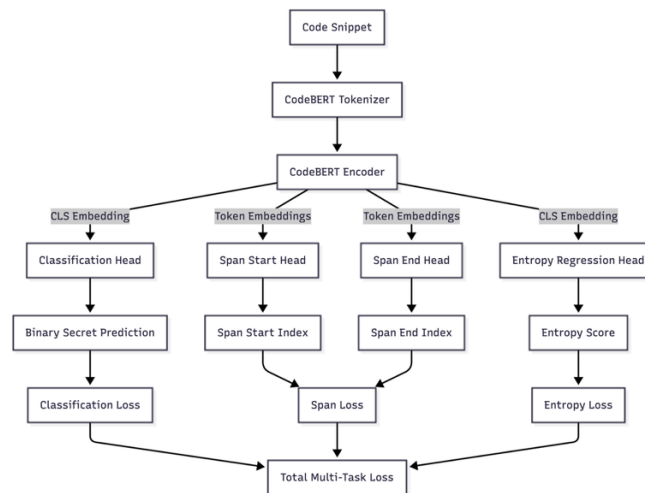 Code Snippet
CodeBERT Tokenizer
CodeBERT Encoder
CLS Embedding
Token Embeddings
Token Embeddings
CLS Embedding
Classification Head
Span Start Head
Span End Head
Entropy Regression Head
Binary Secret Prediction
Span Start Index
Span End Index
Entropy Score
Classification Loss
Span Loss
Entropy Loss
Total Multi-Task Loss